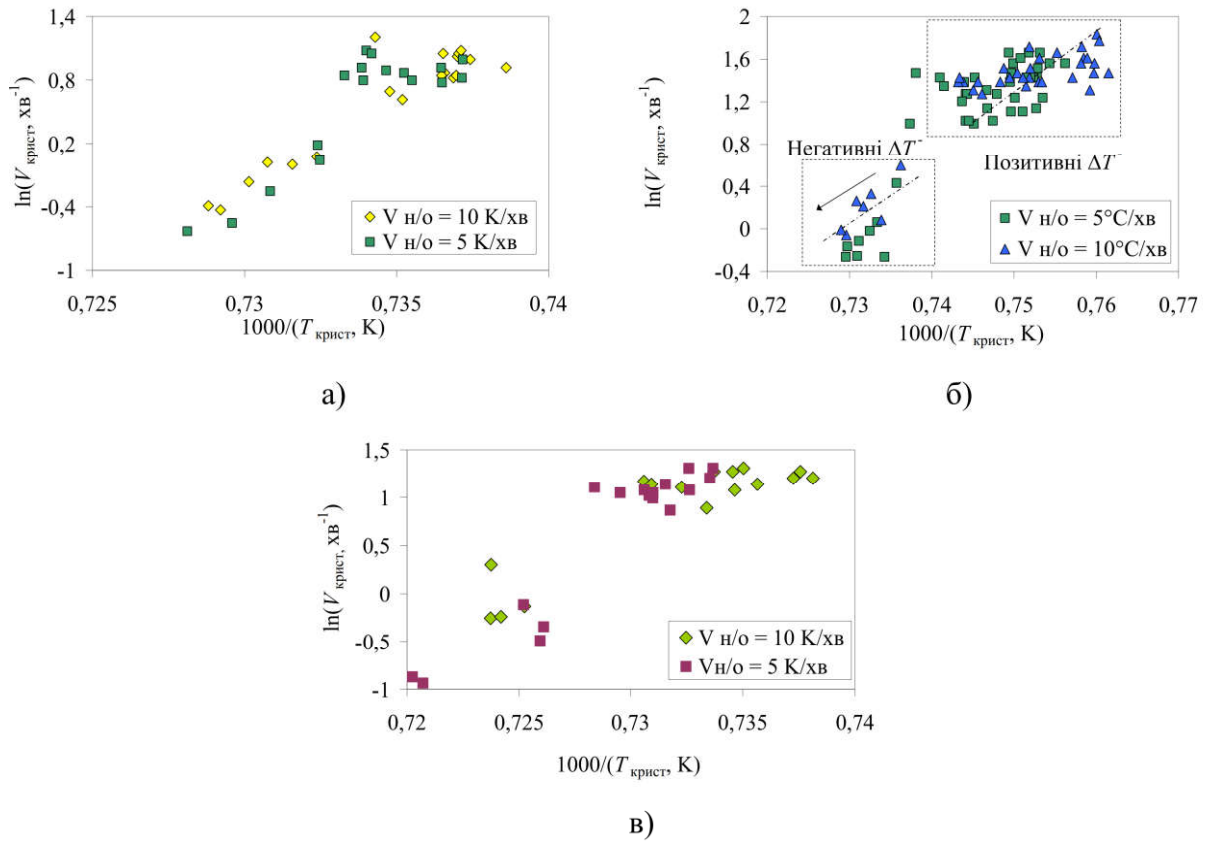 1,4
0,8
0,2
-0,4
-1
ln(Vкрист, хв-1)
V н/о = 10 К/хв
V н/о = 5 К/хв
0,725
0,73
0,735
0,74
1000/(Tкрист, К)
а)
2
1,6
1,2
0,8
0,4
0
-0,4
ln(Vкрист, хв-1)
Негативні ΔT-
Позитивні ΔT-
V н/о = 5°С/хв
V н/о = 10°С/хв
0,72
0,73
0,74
0,75
0,76
0,77
1000/(Tкрист, К)
б)
1,5
1
0,5
0
-0,5
-1
ln(Vкрист, хв-1)
V н/о = 10 К/хв
Vн/о = 5 К/хв
0,72
0,725
0,73
0,735
0,74
1000/(Tкрист, К)
в)